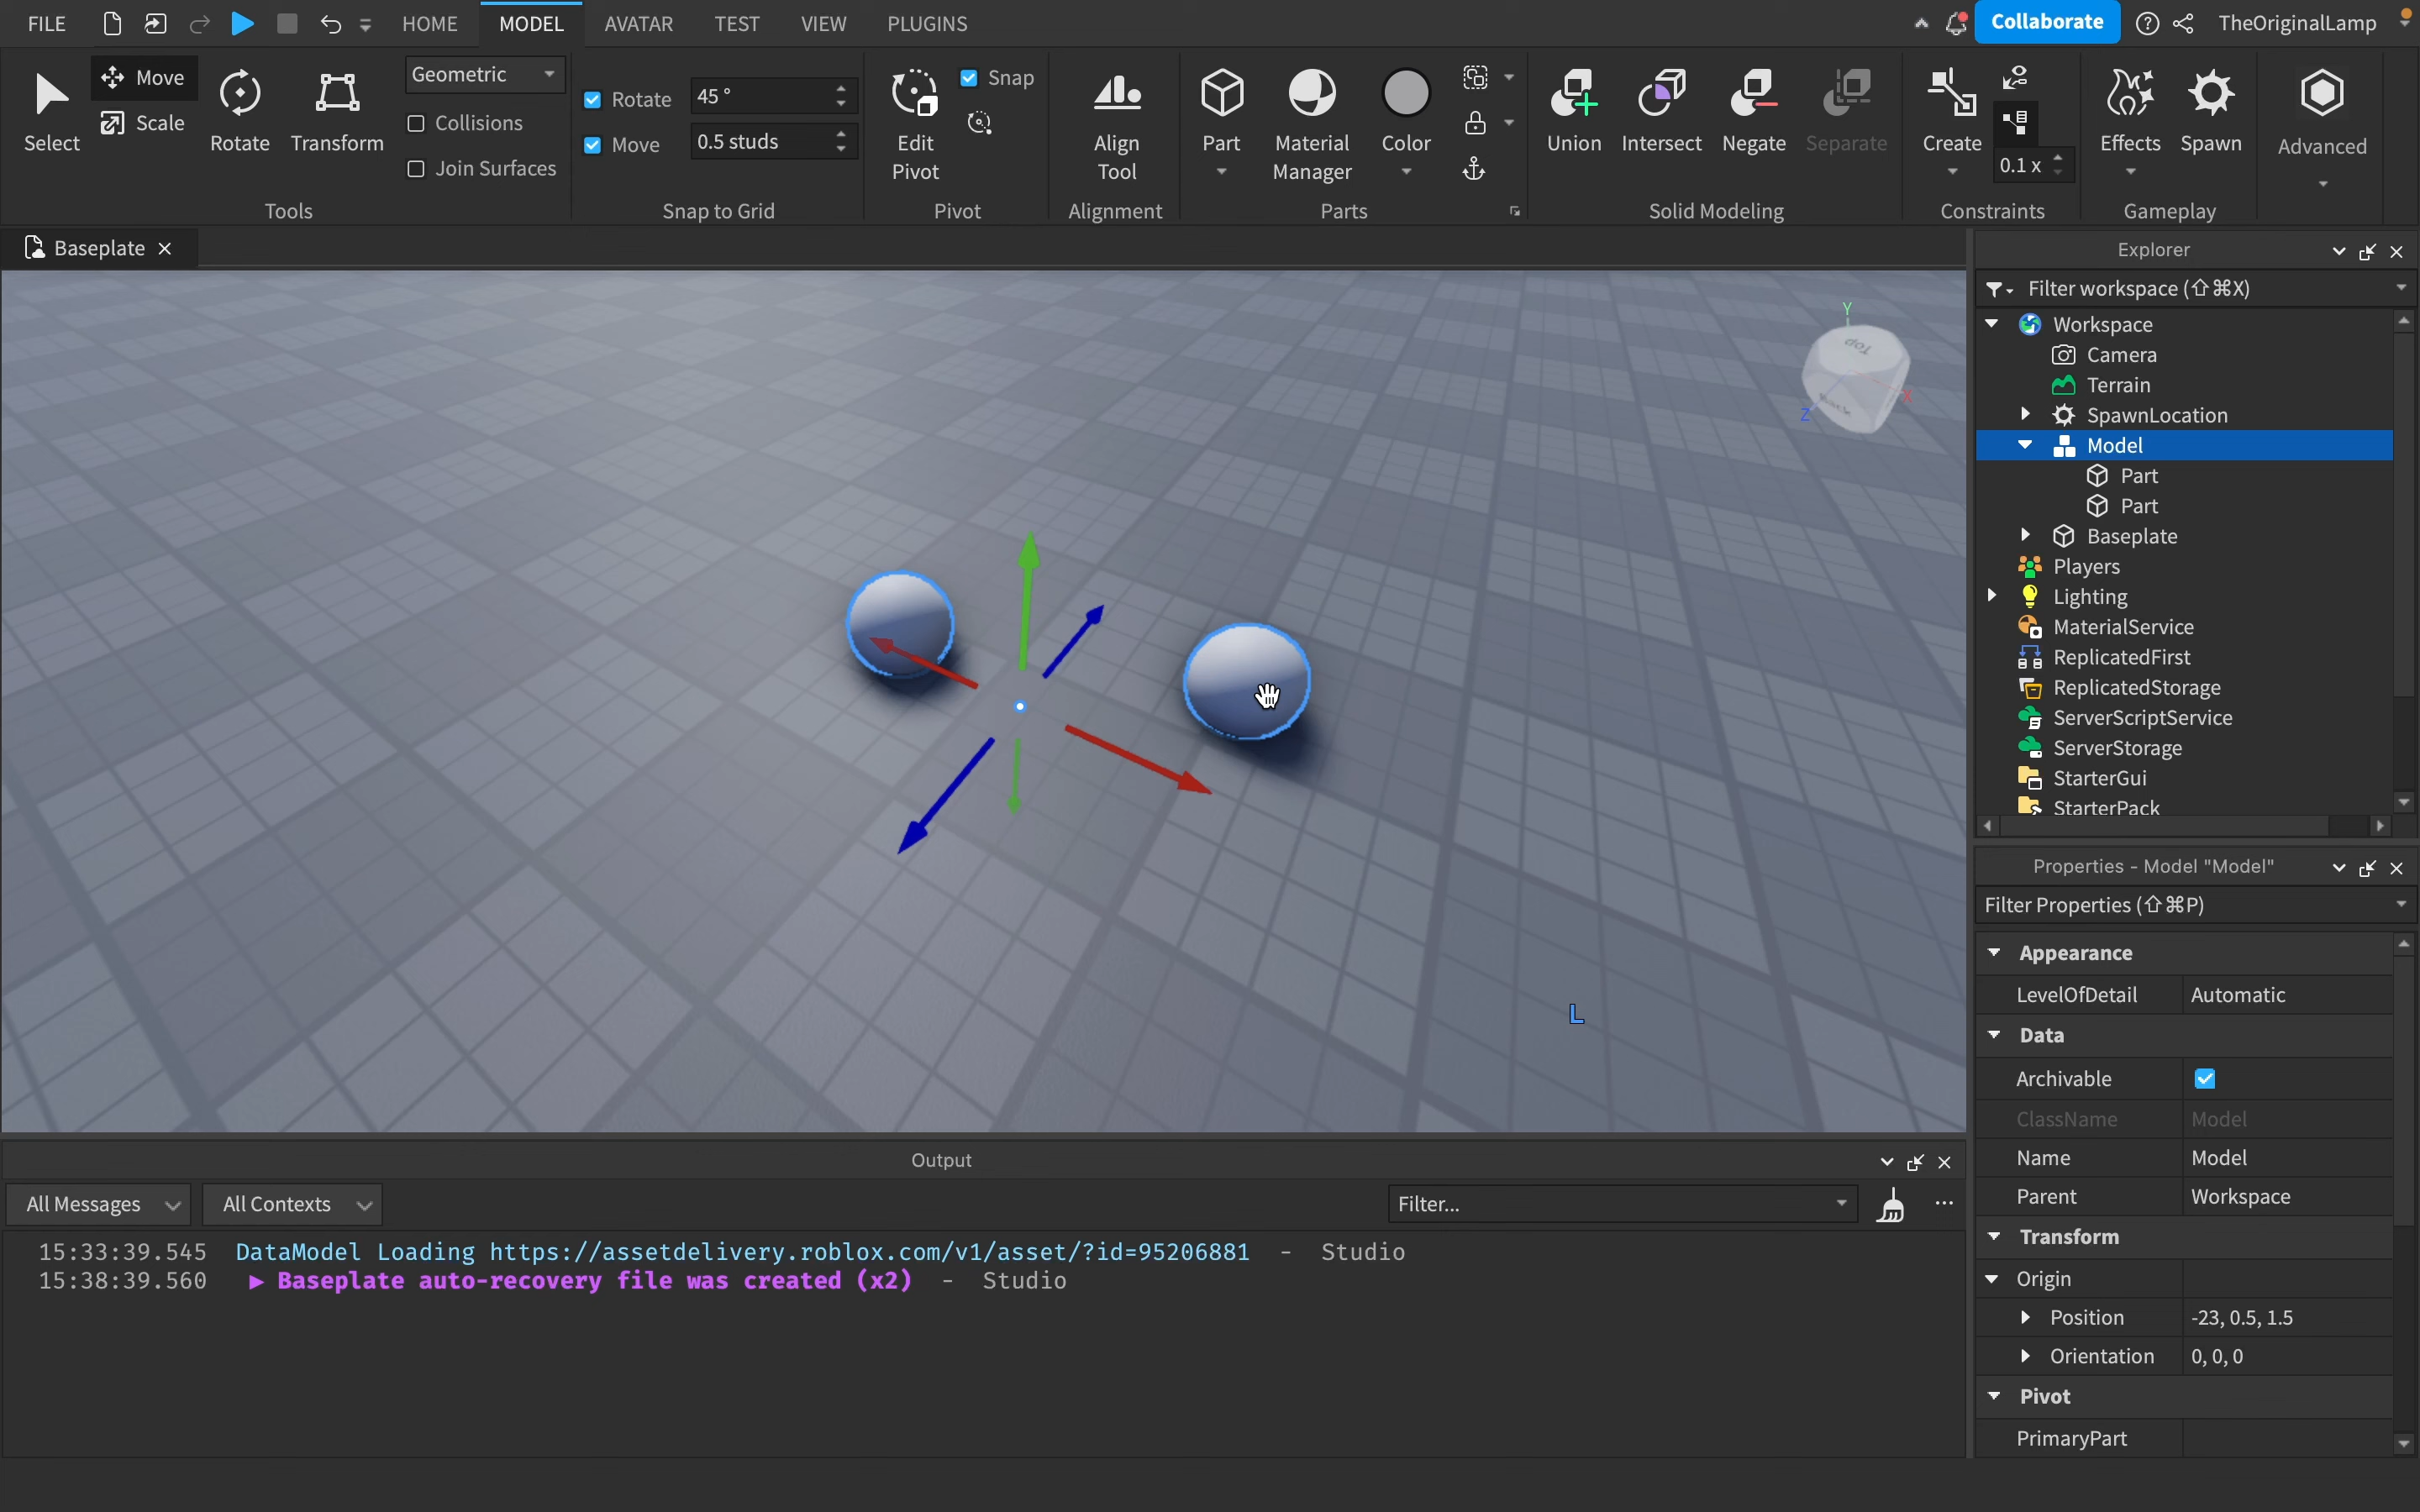 FILE HOME MODEL AVATAR TEST VIEW PLUGINS Collaborate TheOriginalLamp
Select Move Scale Rotate Transform Geometric Collisions Join Surfaces
Tools
Rotate 45 °
Move 0.5 studs
Snap to Grid
Edit Pivot Snap
Pivot
Align Tool
Alignment
Part Material Manager Color
Parts
Union Intersect Negate Separate
Solid Modeling
Create 0.1 x
Constraints
Effects Spawn
Gameplay
Advanced
Baseplate
Y
Top
Back
X
Z
L
Explorer
Filter workspace (⇧⌘X)
Workspace
Camera
Terrain
SpawnLocation
Model
Part
Part
Baseplate
Players
Lighting
MaterialService
ReplicatedFirst
ReplicatedStorage
ServerScriptService
ServerStorage
StarterGui
StarterPack
Properties - Model "Model"
Filter Properties (⇧⌘P)
Appearance
LevelOfDetail Automatic
Data
Archivable
ClassName Model
Name Model
Parent Workspace
Transform
Origin
Position -23, 0.5, 1.5
Orientation 0, 0, 0
Pivot
PrimaryPart
Output
All Messages All Contexts Filter... ...
15:33:39.545 DataModel Loading https://assetdelivery.roblox.com/v1/asset/?id=95206881 - Studio
15:38:39.560 ▶ Baseplate auto-recovery file was created (x2) - Studio